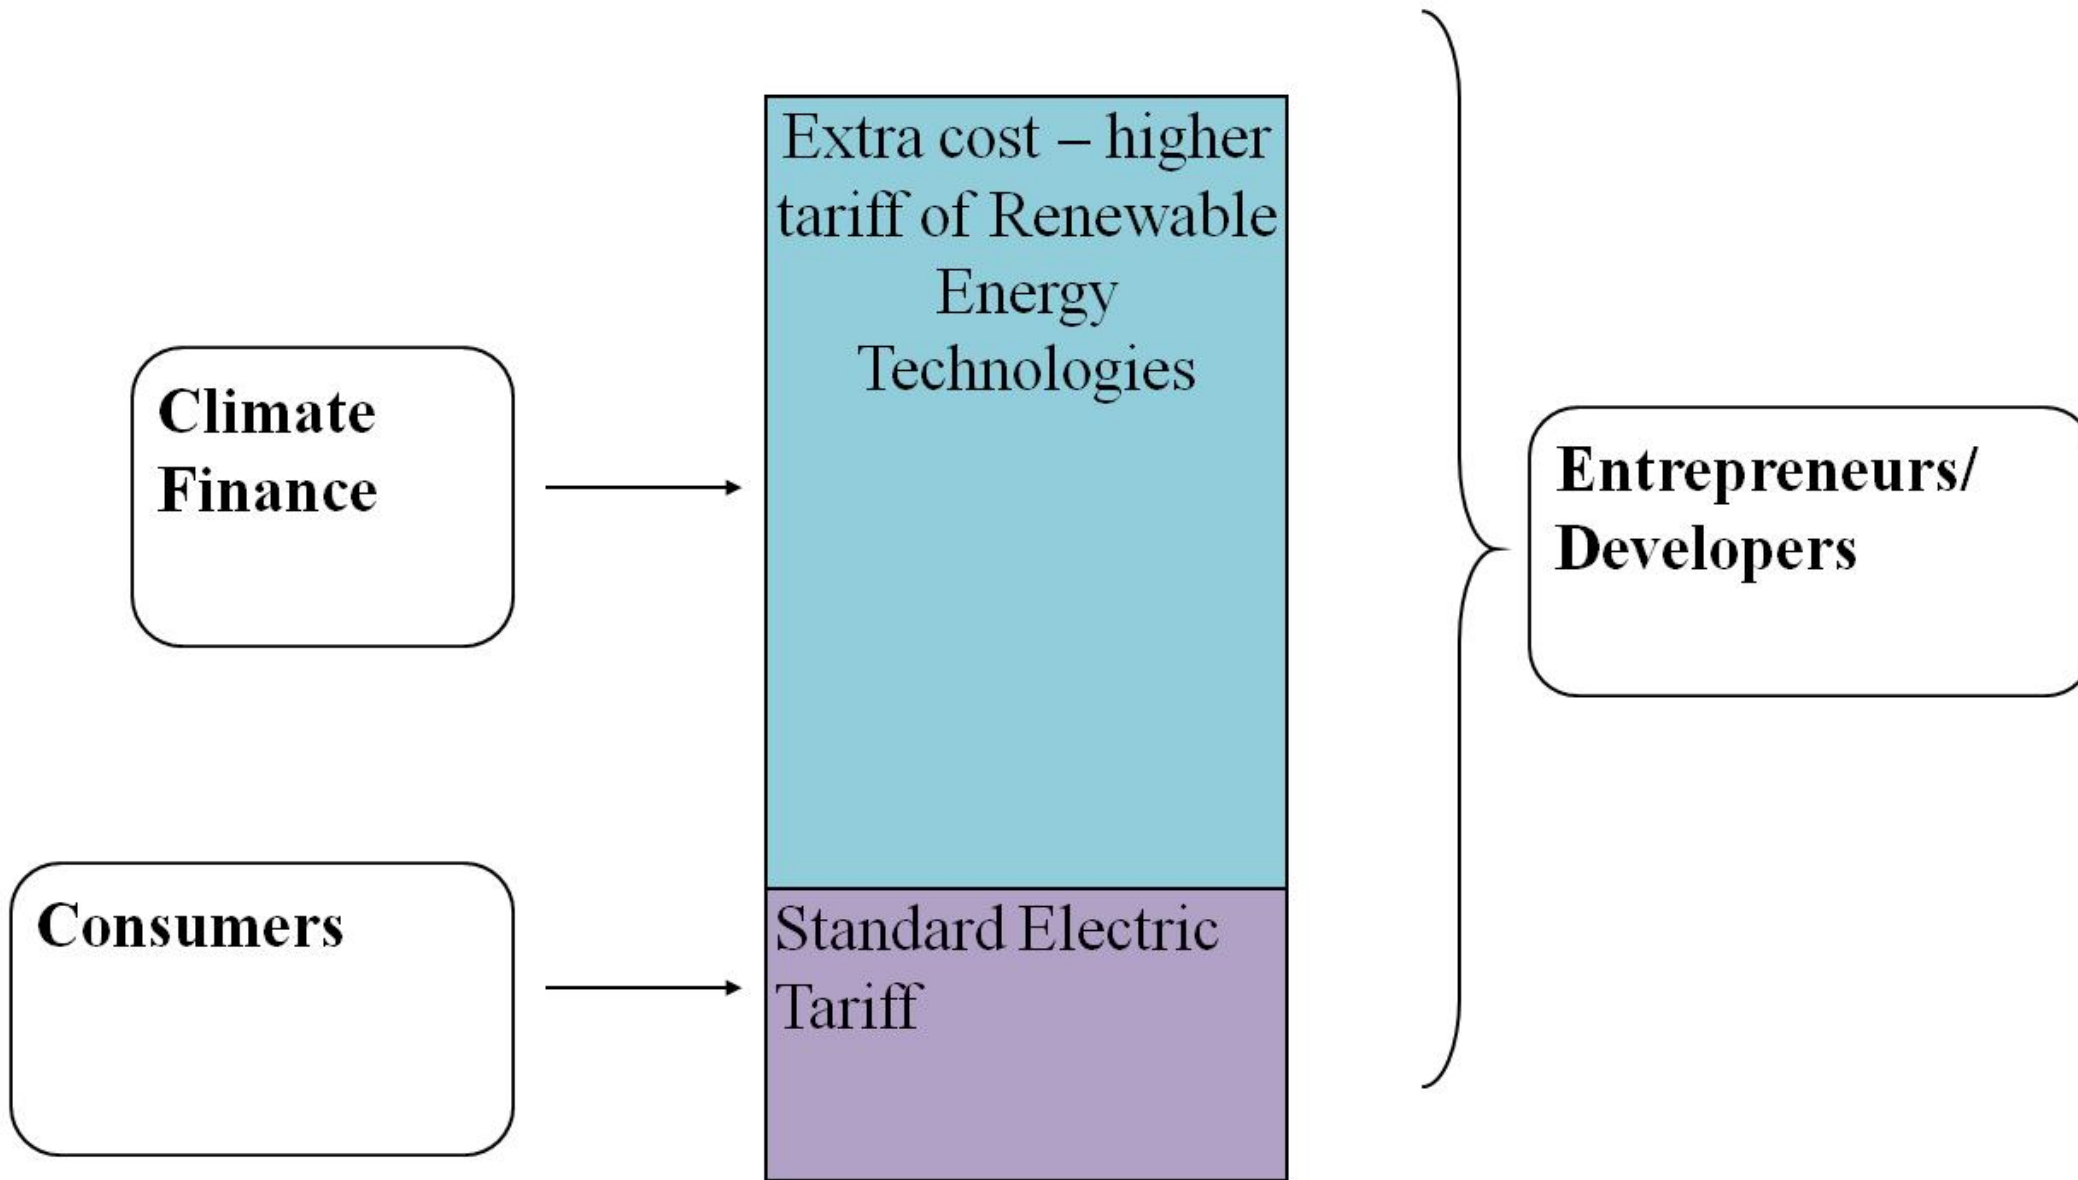 Extra cost – higher
tariff of Renewable
Energy
Technologies
Climate
Finance
Entrepreneurs/
Developers
Consumers
Standard Electric
Tariff